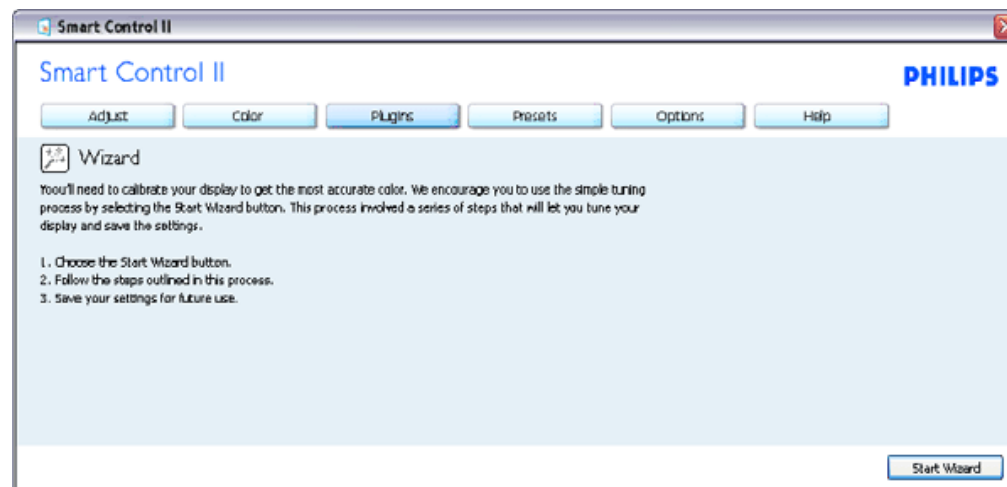 Smart Control II
Smart Control II
PHILIPS
Adjust Color Plugins Presets Options Help
Wizard
Yoou'll need to calibrate your display to get the most accurate color. We encourage you to use the simple tuning
process by selecting the Start Wizard button. This process involved a series of steps that will let you tune your
display and save the settings.
1. Choose the Start Wizard button.
2. Follow the steps outlined in this process.
3. Save your settings for future use.
Start Wizard